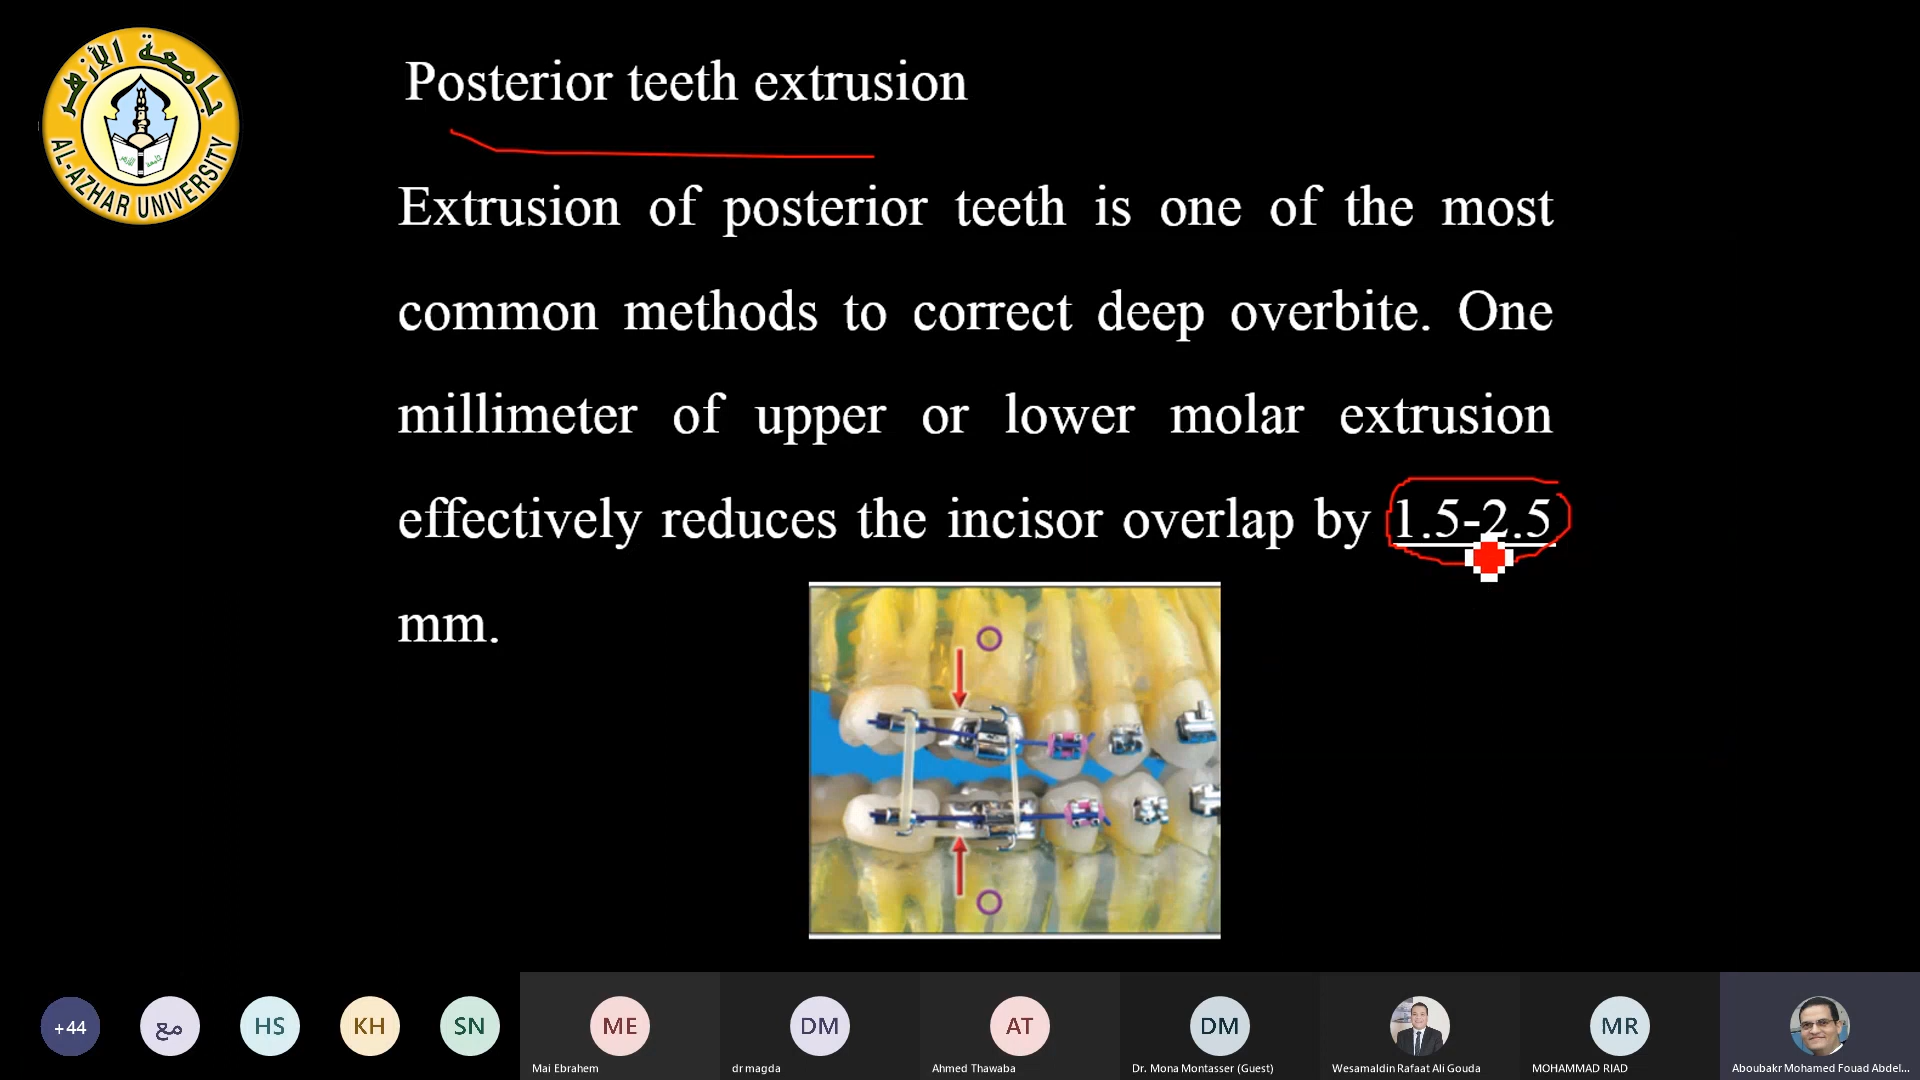 جامعة الأزهر
AL-AZHAR UNIVERSITY
Posterior teeth extrusion
Extrusion of posterior teeth is one of the most
common methods to correct deep overbite. One
millimeter of upper or lower molar extrusion
effectively reduces the incisor overlap by 1.5-2.5
mm.
+44
مع
HS
KH
SN
ME
DM
AT
DM
MR
Mai Ebrahem
dr magda
Ahmed Thawaba
Dr. Mona Montasser (Guest)
Wesamaldin Rafaat Ali Gouda
MOHAMMAD RIAD
Aboubakr Mohamed Fouad Abdel...